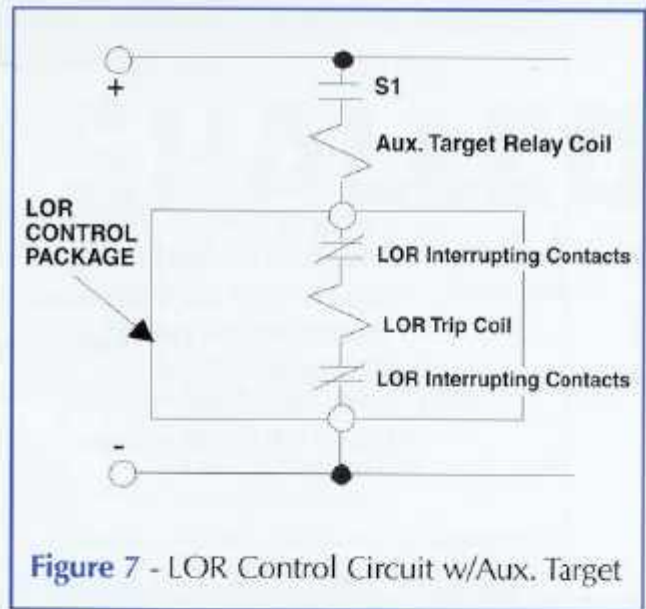 +
S1
Aux. Target Relay Coil
LOR
CONTROL
PACKAGE
LOR Interrupting Contacts
LOR Trip Coil
LOR Interrupting Contacts
-
Figure 7 - LOR Control Circuit w/Aux. Target